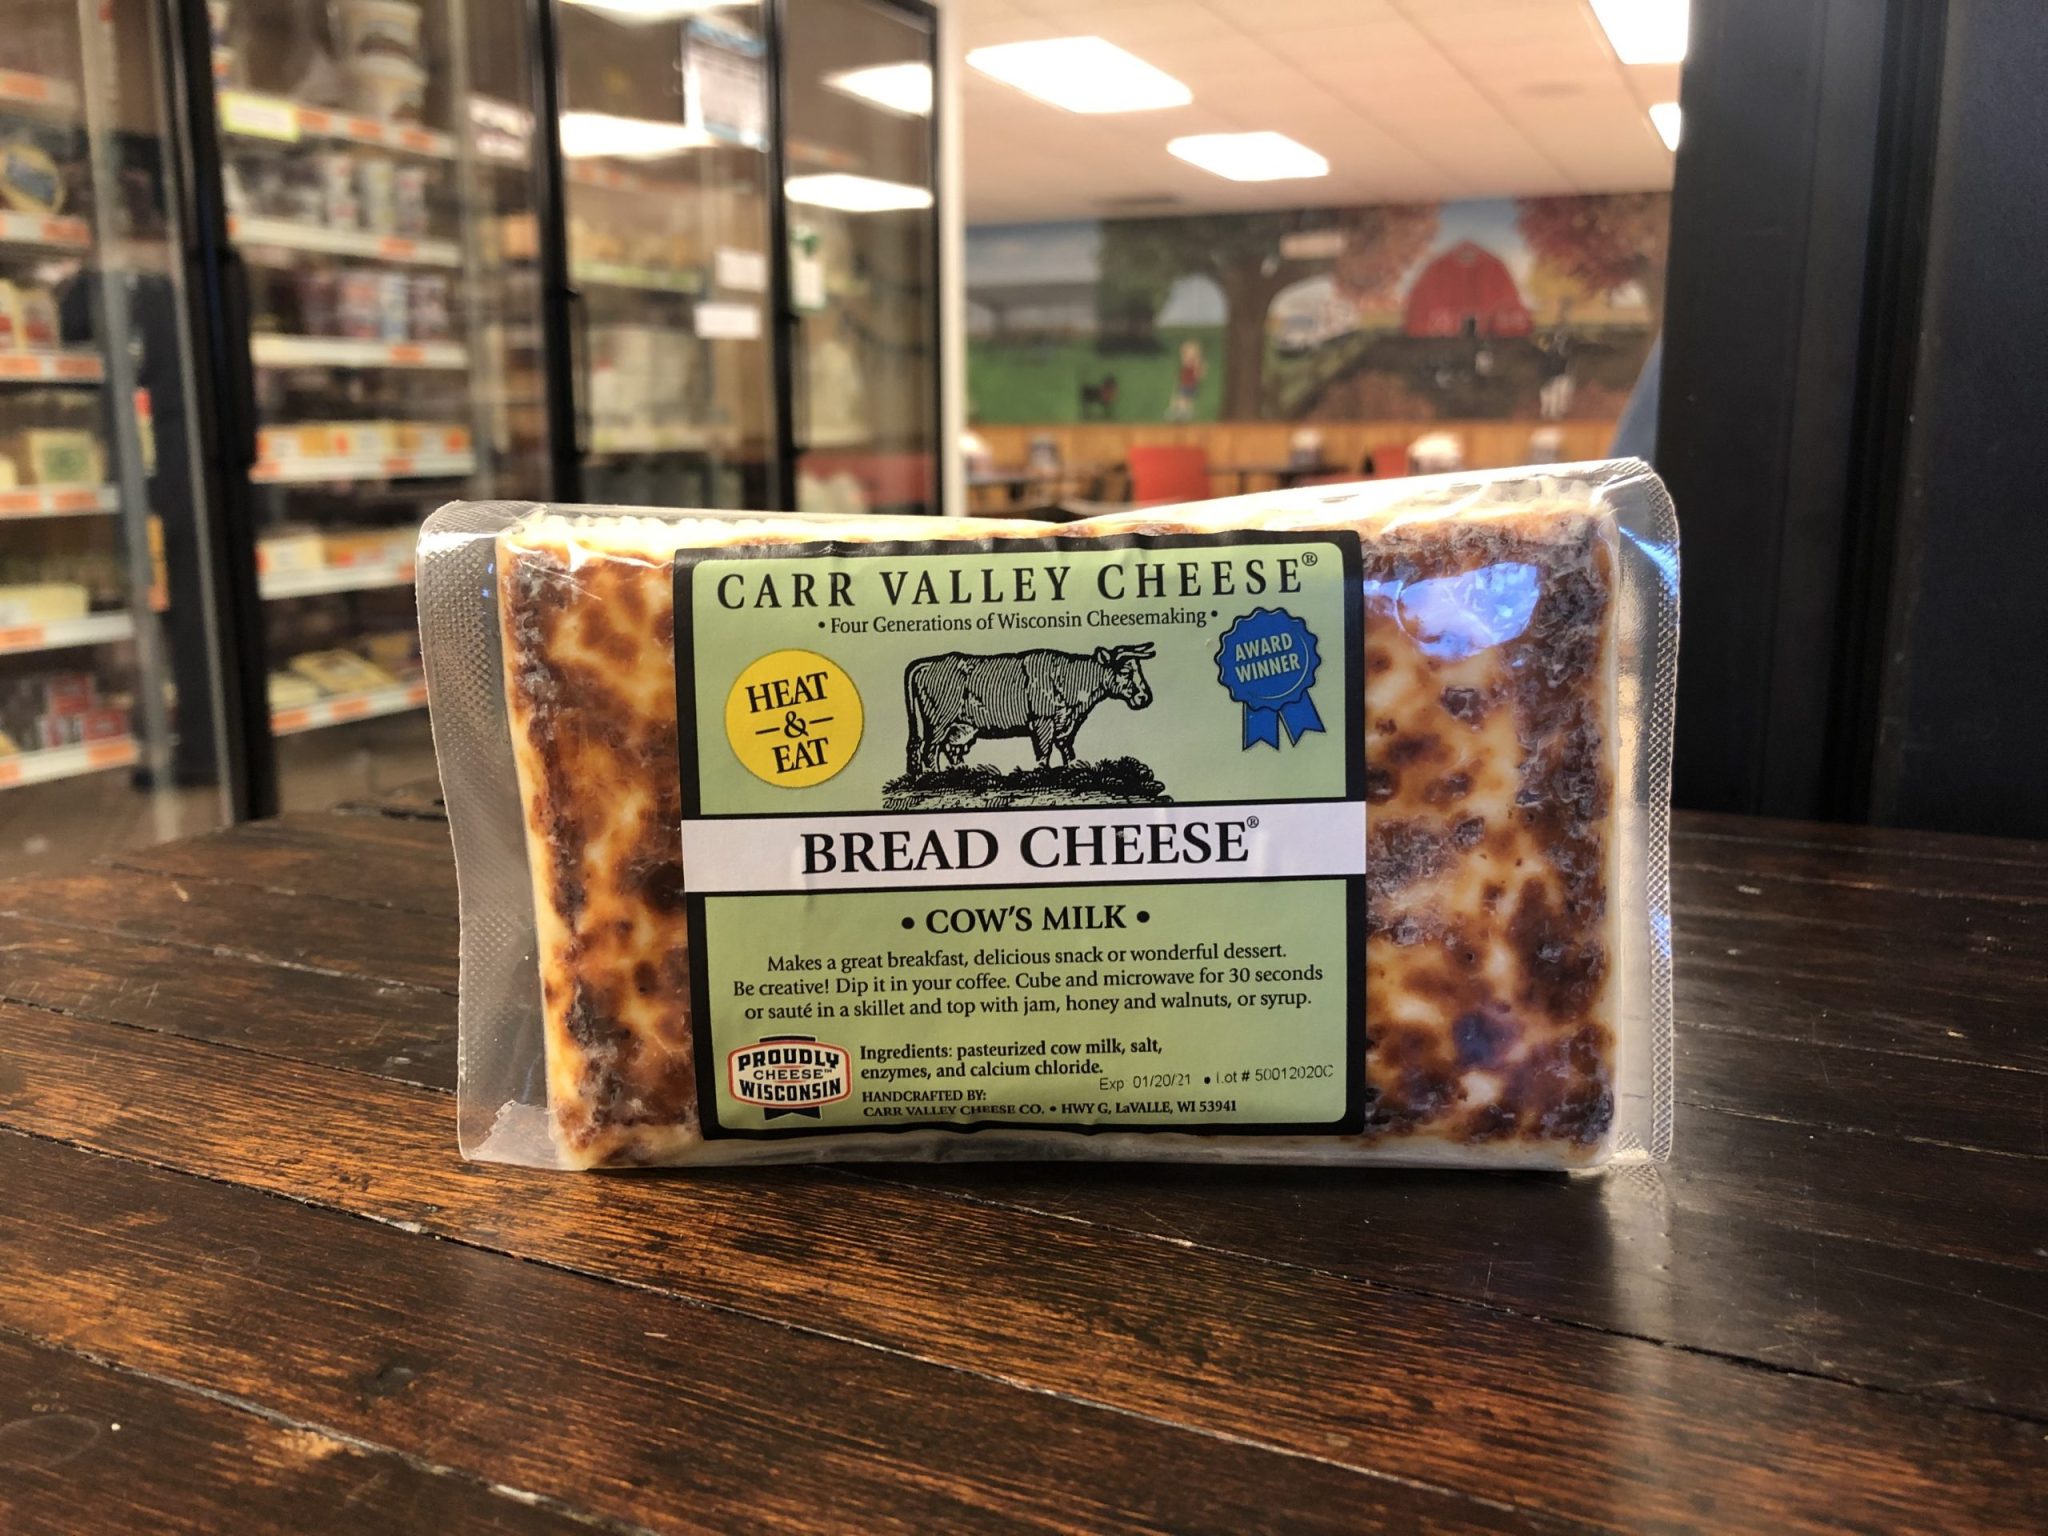 CARR VALLEY CHEESE®
• Four Generations of Wisconsin Cheesemaking •
HEAT
–&–
EAT
AWARD
WINNER
BREAD CHEESE®
• COW'S MILK •
Makes a great breakfast, delicious snack or wonderful dessert.
Be creative! Dip it in your coffee. Cube and microwave for 30 seconds
or sauté in a skillet and top with jam, honey and walnuts, or syrup.
PROUDLY
CHEESE™
WISCONSIN
Ingredients: pasteurized cow milk, salt,
enzymes, and calcium chloride.
Exp 01/20/21 • Lot # 50012020C
HANDCRAFTED BY:
CARR VALLEY CHEESE CO. • HWY G, LaVALLE, WI 53941